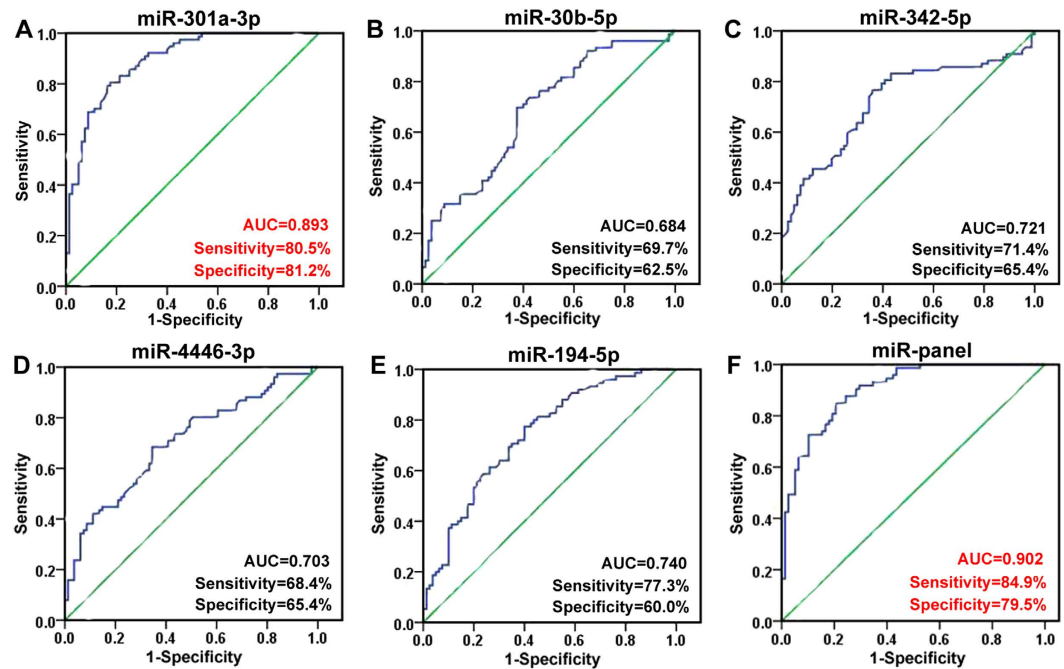 A
miR-301a-3p
1.0
0.8
0.6
0.4
0.2
0.0
Sensitivity
AUC=0.893
Sensitivity=80.5%
Specificity=81.2%
0.0 0.2 0.4 0.6 0.8 1.0
1-Specificity
B
miR-30b-5p
1.0
0.8
0.6
0.4
0.2
0.0
Sensitivity
AUC=0.684
Sensitivity=69.7%
Specificity=62.5%
0.0 0.2 0.4 0.6 0.8 1.0
1-Specificity
C
miR-342-5p
1.0
0.8
0.6
0.4
0.2
0.0
Sensitivity
AUC=0.721
Sensitivity=71.4%
Specificity=65.4%
0.0 0.2 0.4 0.6 0.8 1.0
1-Specificity
D
miR-4446-3p
1.0
0.8
0.6
0.4
0.2
0.0
Sensitivity
AUC=0.703
Sensitivity=68.4%
Specificity=65.4%
0.0 0.2 0.4 0.6 0.8 1.0
1-Specificity
E
miR-194-5p
1.0
0.8
0.6
0.4
0.2
0.0
Sensitivity
AUC=0.740
Sensitivity=77.3%
Specificity=60.0%
0.0 0.2 0.4 0.6 0.8 1.0
1-Specificity
F
miR-panel
1.0
0.8
0.6
0.4
0.2
0.0
Sensitivity
AUC=0.902
Sensitivity=84.9%
Specificity=79.5%
0.0 0.2 0.4 0.6 0.8 1.0
1-Specificity